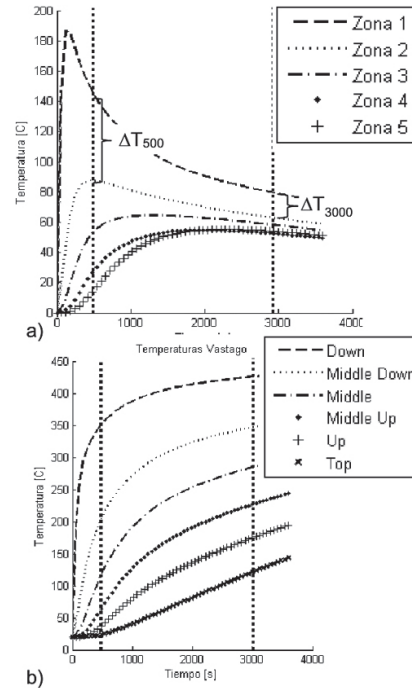 200
180
160
140
120
100
80
60
40
20
0
Temperatura [C]
ΔT500
ΔT3000
Zona 1
Zona 2
Zona 3
Zona 4
Zona 5
0 1000 2000 3000 4000
a)
Temperaturas Vastago
450
400
350
300
250
200
150
100
50
0
Temperatura [C]
Down
Middle Down
Middle
Middle Up
Up
Top
0 1000 2000 3000 4000
Tiempo [s]
b)